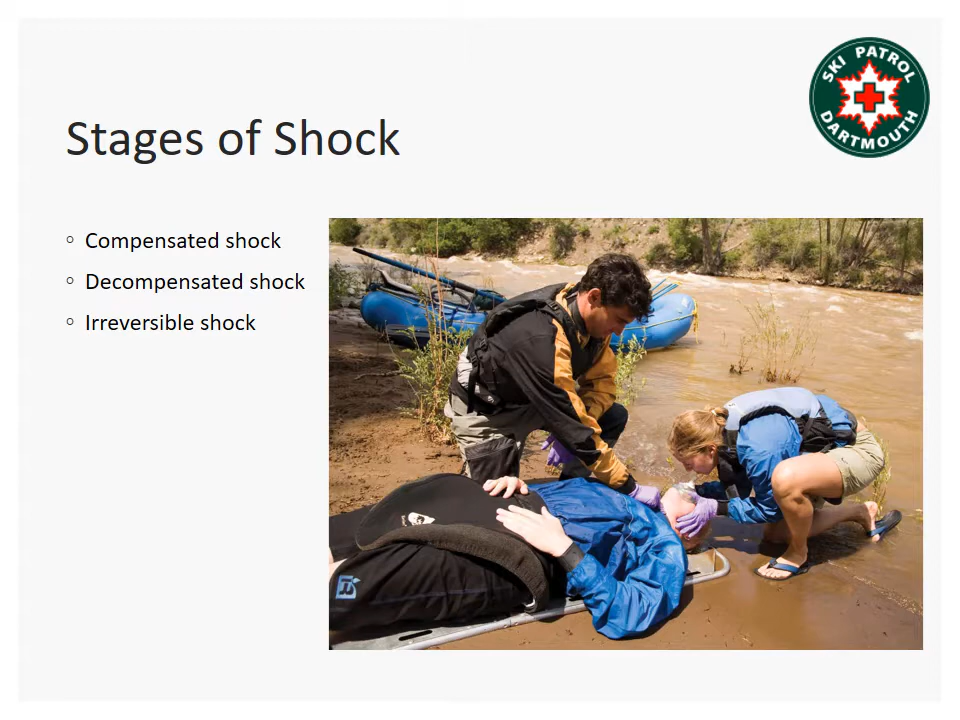 SKI PATROL
DARTMOUTH
Stages of Shock
Compensated shock
Decompensated shock
Irreversible shock